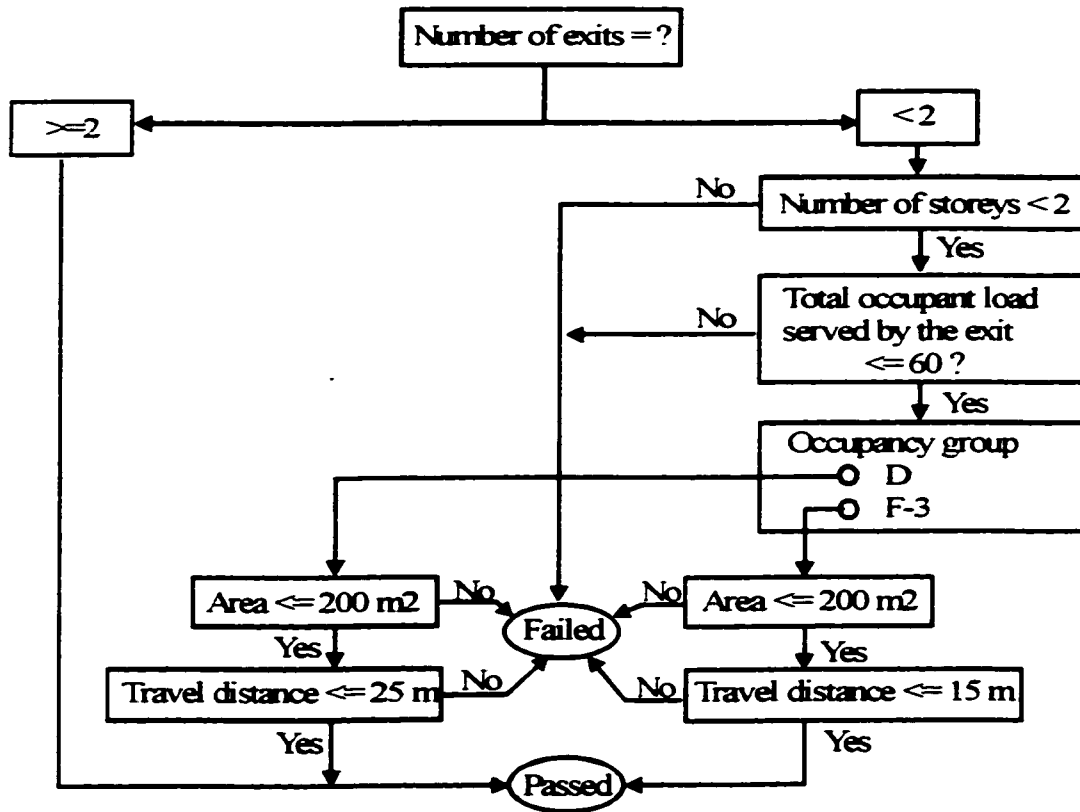 Number of exits = ?
>=2
< 2
No
Number of storeys < 2
Yes
No
Total occupant load
served by the exit
<= 60 ?
Yes
Occupancy group
D
F-3
Area <= 200 m2
No
Failed
No
Area <= 200 m2
Yes
Yes
Travel distance <= 25 m
No
No
Travel distance <= 15 m
Yes
Yes
Passed